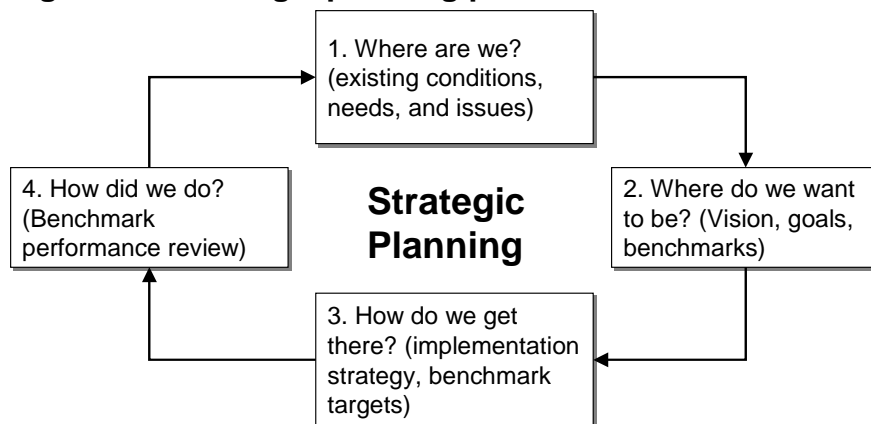 1. Where are we?
(existing conditions,
needs, and issues)
4. How did we do?
(Benchmark
performance review)
Strategic
Planning
2. Where do we want
to be? (Vision, goals,
benchmarks)
3. How do we get
there? (implementation
strategy, benchmark
targets)